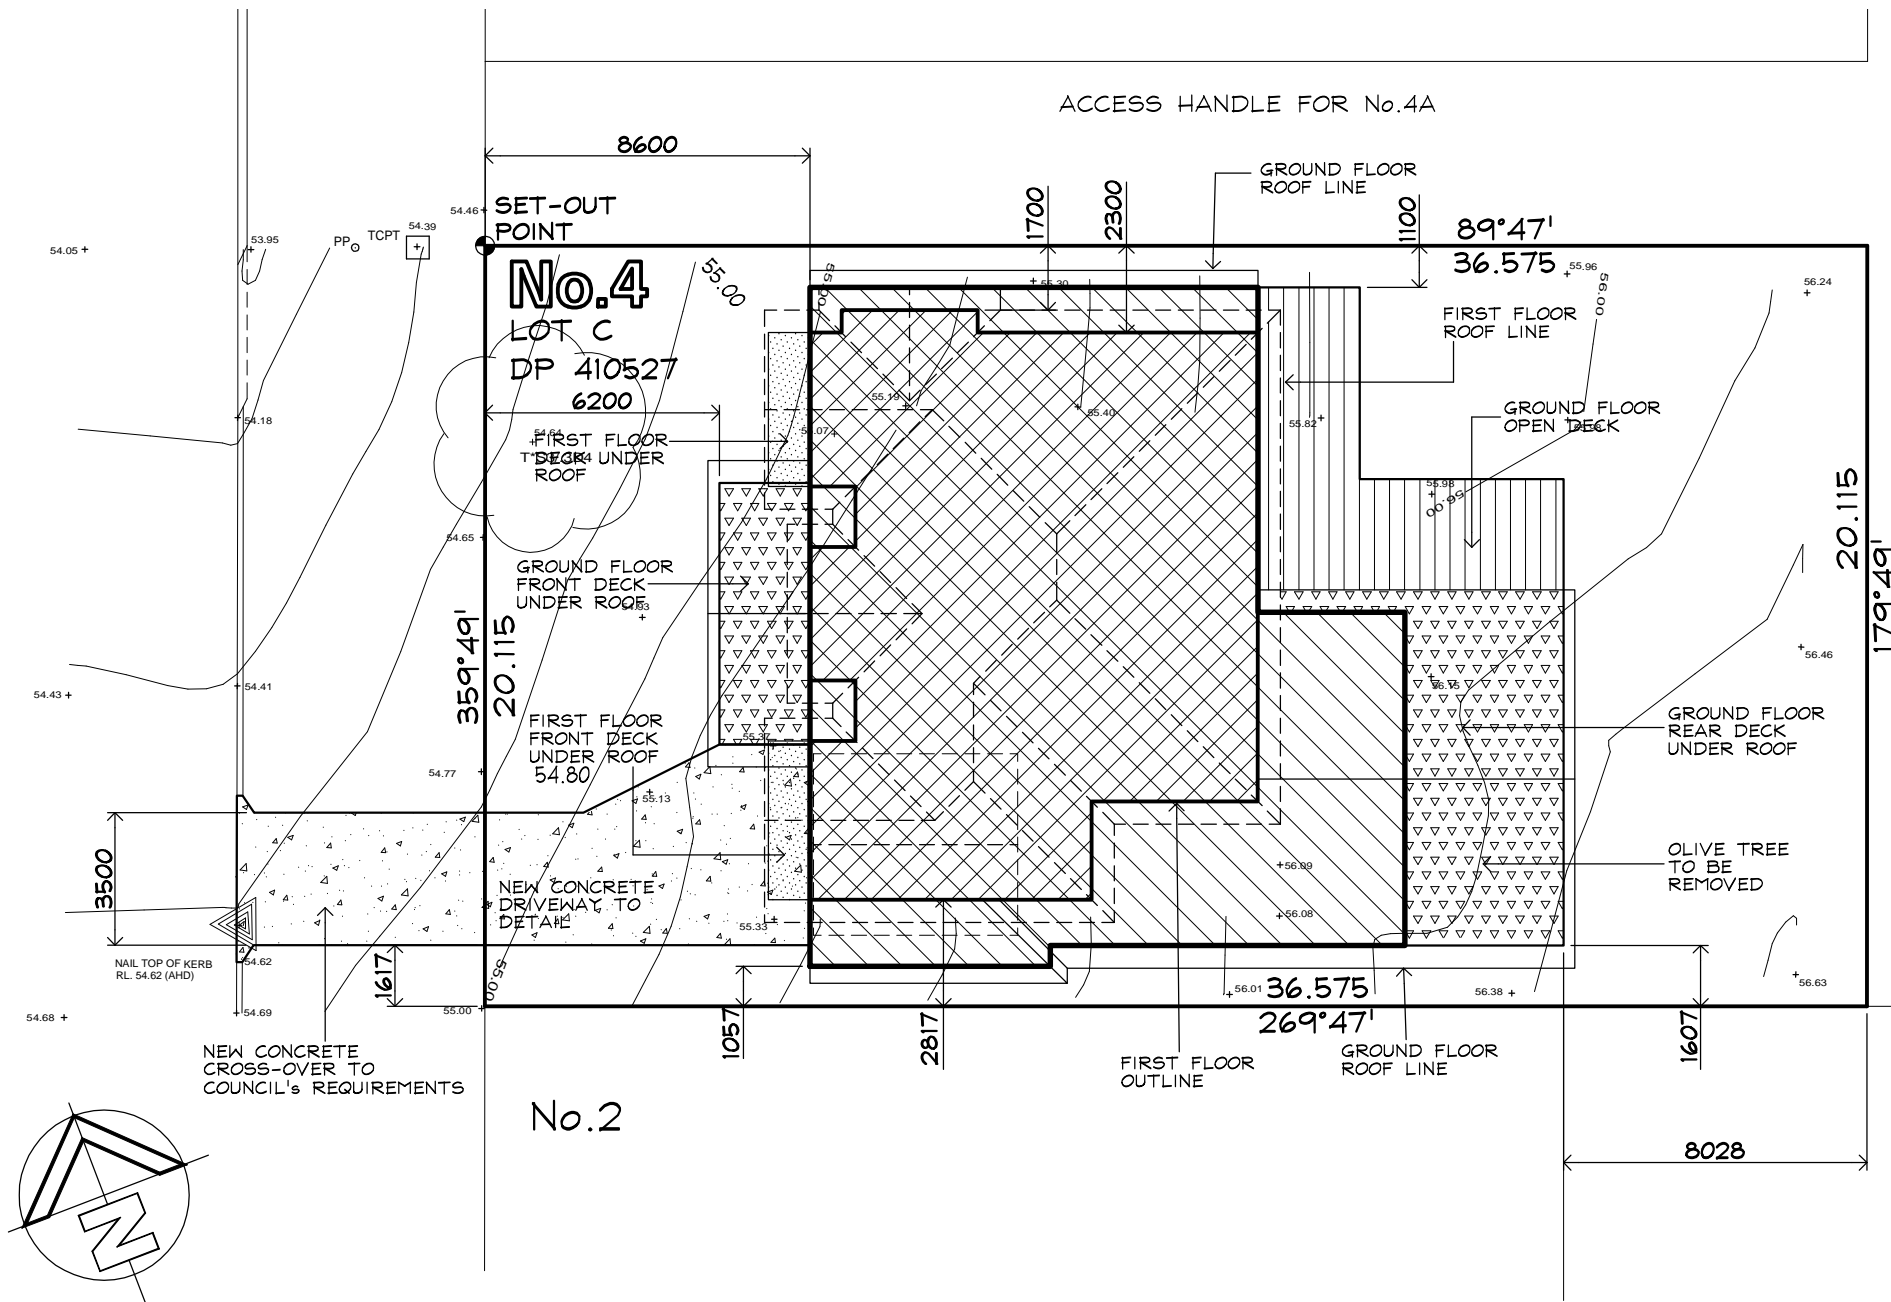 ACCESS HANDLE FOR No.4A
8600
GROUND FLOOR
ROOF LINE
1700
2300
1100
54.46
SET-OUT
POINT
89°47'
36.575
54.05
53.95
PP
TCPT
54.39
No.4
LOT C
DP 410527
55.00
55.00
55.30
55.96
56.00
56.24
FIRST FLOOR
ROOF LINE
6200
55.19
55.40
55.82
GROUND FLOOR
OPEN DECK
54.18
54.64
FIRST FLOOR
DECK UNDER
ROOF
55.98
56.00
20.115
179°49'
54.65
GROUND FLOOR
FRONT DECK
UNDER ROOF
54.93
359°49'
20.115
56.46
54.43
54.41
56.15
FIRST FLOOR
FRONT DECK
UNDER ROOF
54.80
55.37
GROUND FLOOR
REAR DECK
UNDER ROOF
54.77
55.13
3500
56.09
OLIVE TREE
TO BE
REMOVED
NEW CONCRETE
DRIVEWAY TO
DETAIL
55.33
56.08
NAIL TOP OF KERB
RL. 54.62 (AHD)
54.62
1617
55.00
56.01
36.575
56.38
56.63
54.68
54.69
55.00
269°47'
1057
2817
1607
NEW CONCRETE
CROSS-OVER TO
COUNCIL's REQUIREMENTS
FIRST FLOOR
OUTLINE
GROUND FLOOR
ROOF LINE
No.2
8028
N